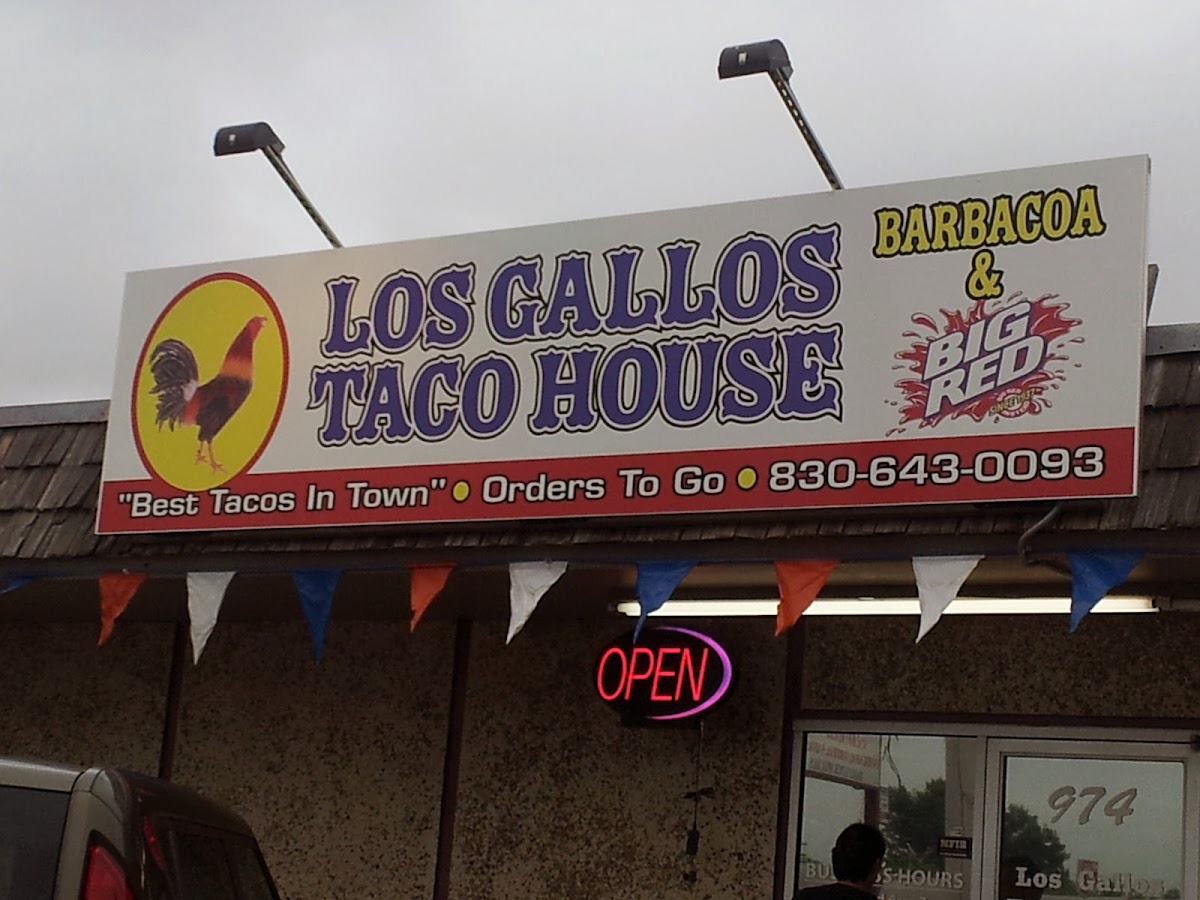 LOS GALLOS
TACO HOUSE
BARBACOA
&
BIG
RED
"Best Tacos In Town" • Orders To Go • 830-643-0093
OPEN
974
Los Gallos